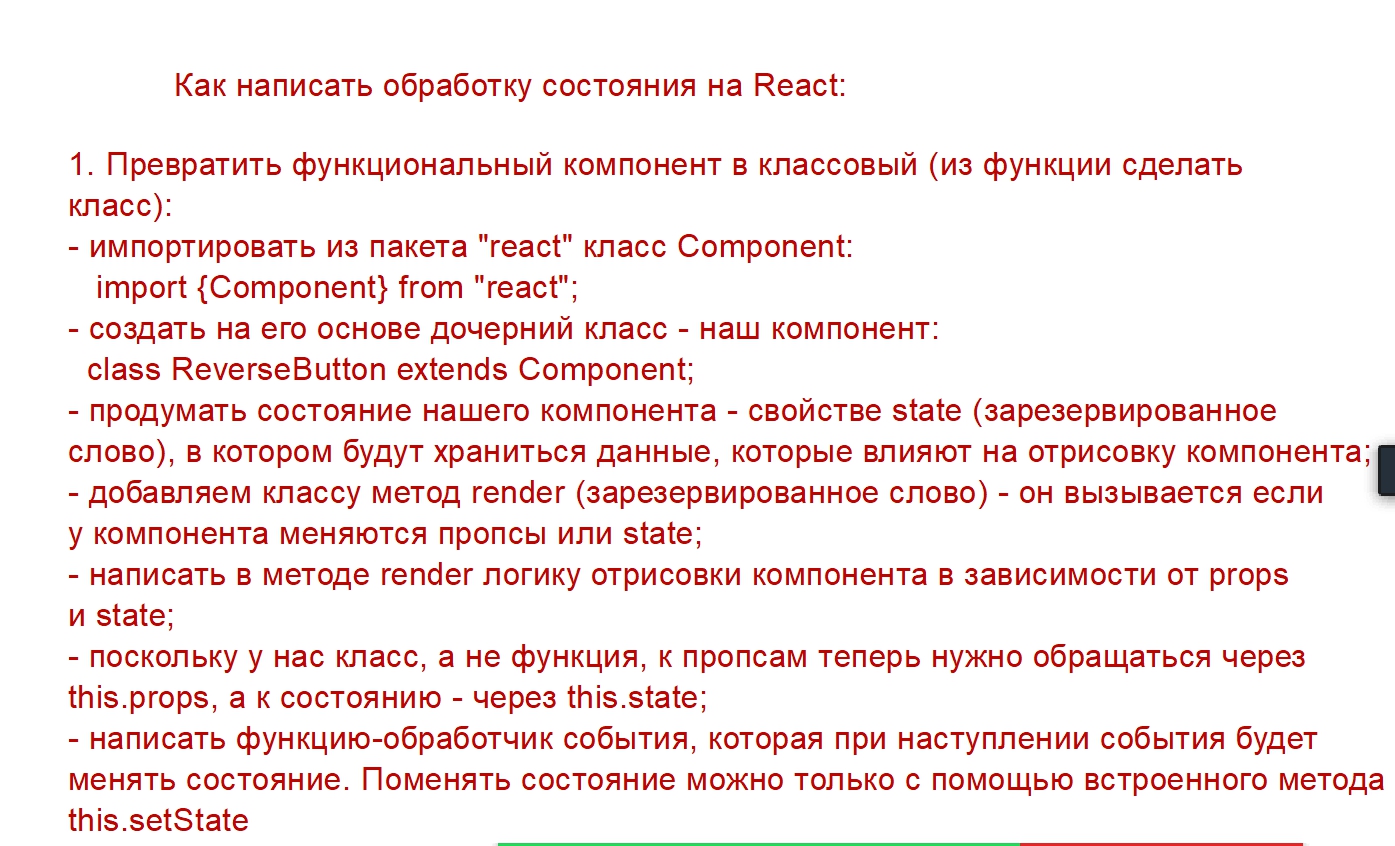 Как написать обработку состояния на React:
1. Превратить функциональный компонент в классовый (из функции сделать
класс):
- импортировать из пакета "react" класс Component:
import {Component} from "react";
- создать на его основе дочерний класс - наш компонент:
class ReverseButton extends Component;
- продумать состояние нашего компонента - свойстве state (зарезервированное
слово), в котором будут храниться данные, которые влияют на отрисовку компонента;
- добавляем классу метод render (зарезервированное слово) - он вызывается если
у компонента меняются пропсы или state;
- написать в методе render логику отрисовки компонента в зависимости от props
и state;
- поскольку у нас класс, а не функция, к пропсам теперь нужно обращаться через
this.props, а к состоянию - через this.state;
- написать функцию-обработчик события, которая при наступлении события будет
менять состояние. Поменять состояние можно только с помощью встроенного метода
this.setState